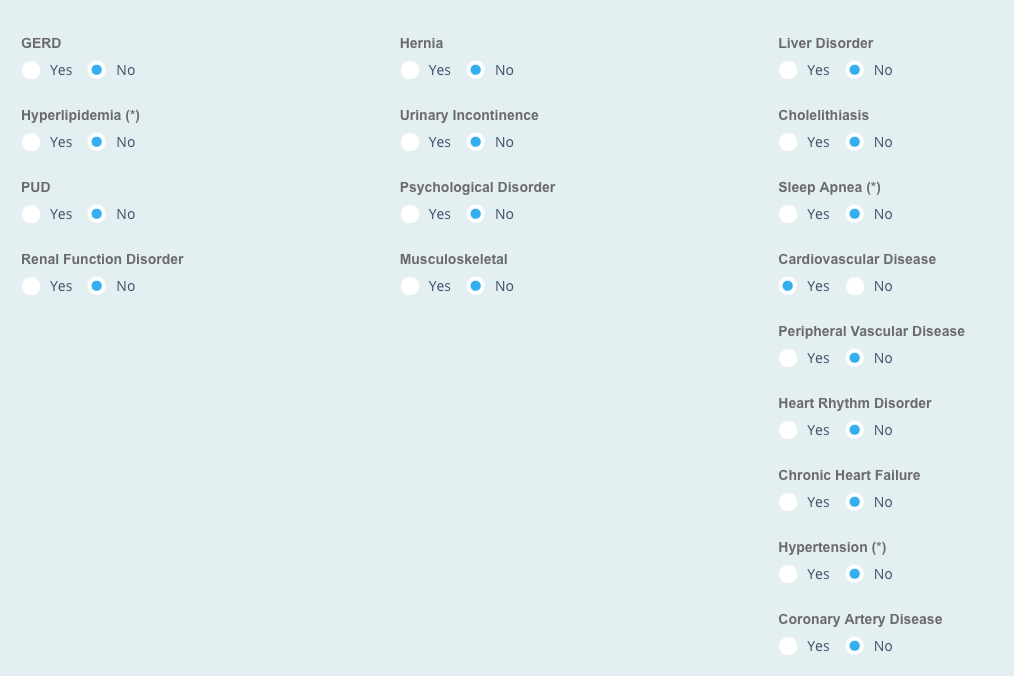 GERD
Yes No
Hyperlipidemia (*)
Yes No
PUD
Yes No
Renal Function Disorder
Yes No
Hernia
Yes No
Urinary Incontinence
Yes No
Psychological Disorder
Yes No
Musculoskeletal
Yes No
Liver Disorder
Yes No
Cholelithiasis
Yes No
Sleep Apnea (*)
Yes No
Cardiovascular Disease
Yes No
Peripheral Vascular Disease
Yes No
Heart Rhythm Disorder
Yes No
Chronic Heart Failure
Yes No
Hypertension (*)
Yes No
Coronary Artery Disease
Yes No